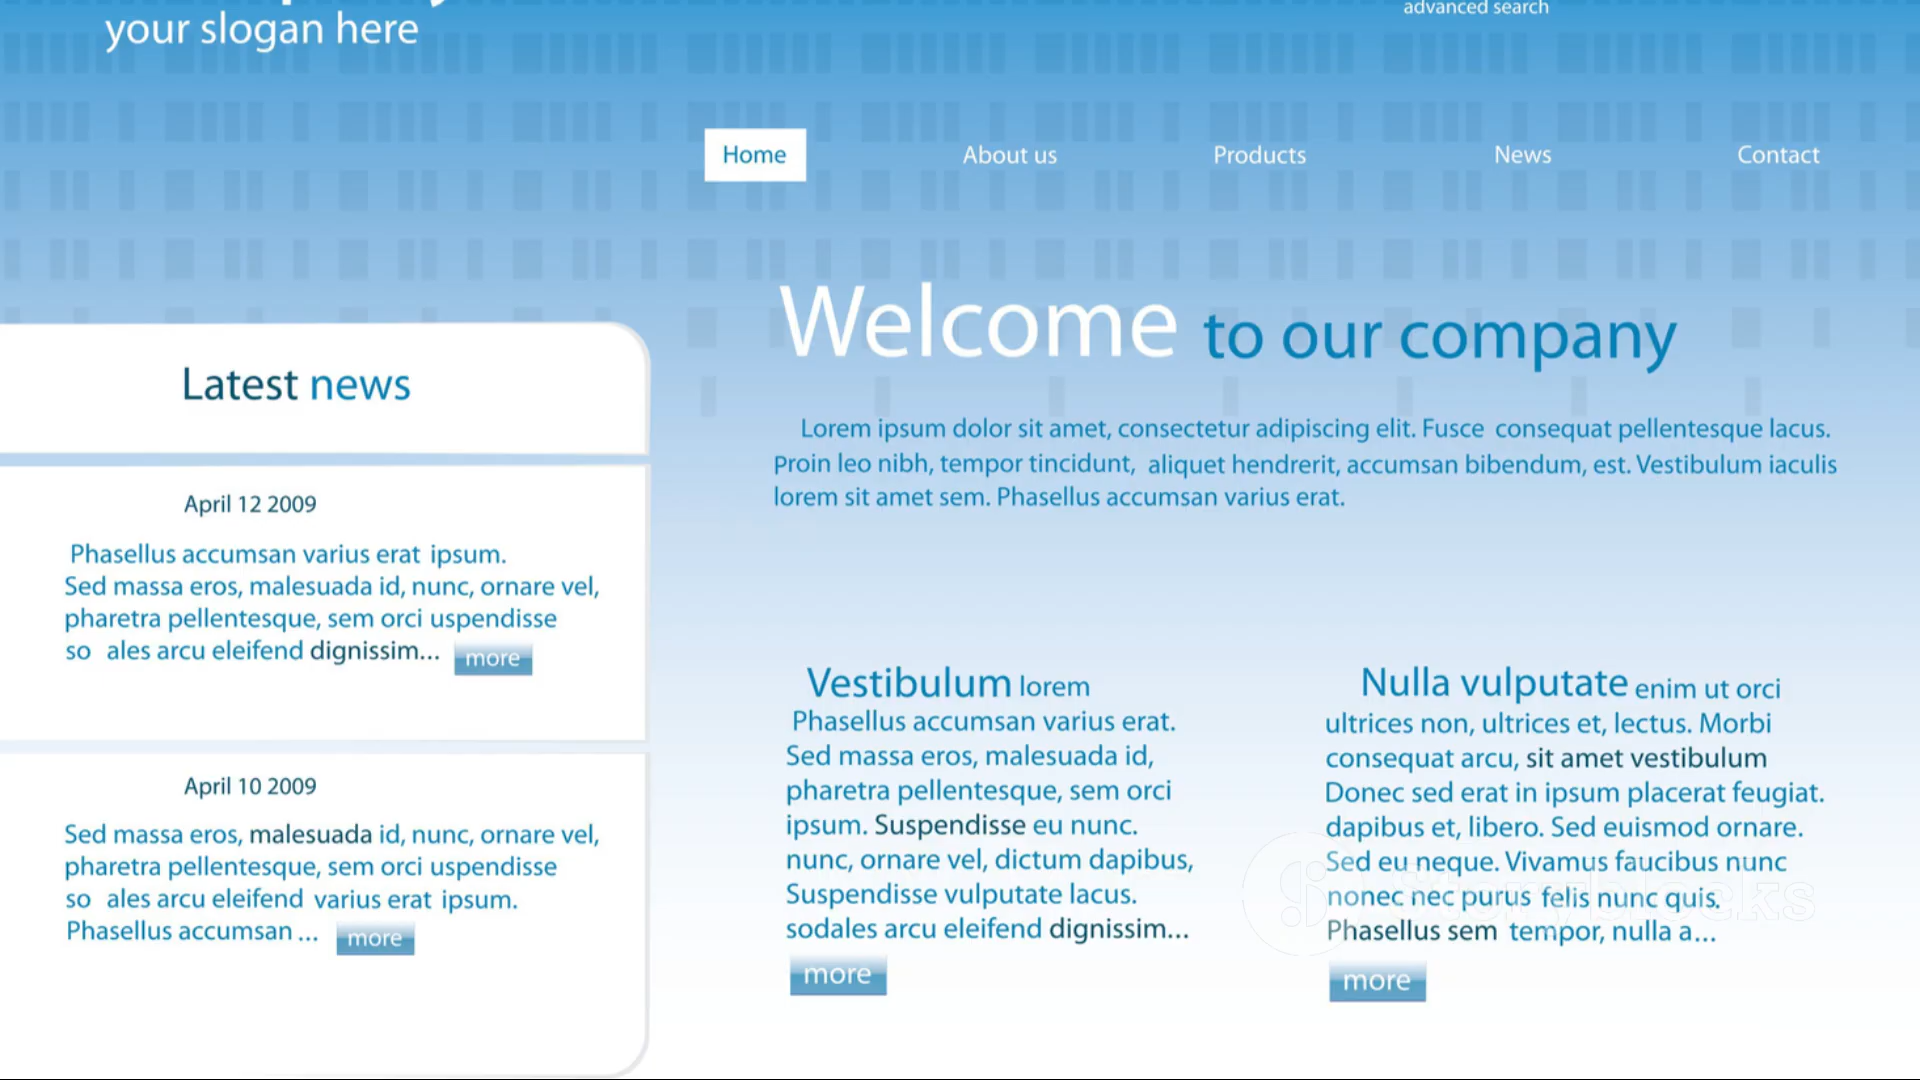 your slogan here
advanced search
Home
About us
Products
News
Contact
Welcome to our company
Lorem ipsum dolor sit amet, consectetur adipiscing elit. Fusce consequat pellentesque lacus.
Proin leo nibh, tempor tincidunt, aliquet hendrerit, accumsan bibendum, est. Vestibulum iaculis
lorem sit amet sem. Phasellus accumsan varius erat.
Latest news
April 12 2009
Phasellus accumsan varius erat ipsum.
Sed massa eros, malesuada id, nunc, ornare vel,
pharetra pellentesque, sem orci uspendisse
so ales arcu eleifend dignissim...
more
April 10 2009
Sed massa eros, malesuada id, nunc, ornare vel,
pharetra pellentesque, sem orci uspendisse
so ales arcu eleifend varius erat ipsum.
Phasellus accumsan ...
more
Vestibulum lorem
Phasellus accumsan varius erat.
Sed massa eros, malesuada id,
pharetra pellentesque, sem orci
ipsum. Suspendisse eu nunc.
nunc, ornare vel, dictum dapibus,
Suspendisse vulputate lacus.
sodales arcu eleifend dignissim...
more
Nulla vulputate enim ut orci
ultrices non, ultrices et, lectus. Morbi
consequat arcu, sit amet vestibulum
Donec sed erat in ipsum placerat feugiat.
dapibus et, libero. Sed euismod ornare.
Sed eu neque. Vivamus faucibus nunc
nonec nec purus felis nunc quis.
Phasellus sem tempor, nulla a...
more
Storyblocks